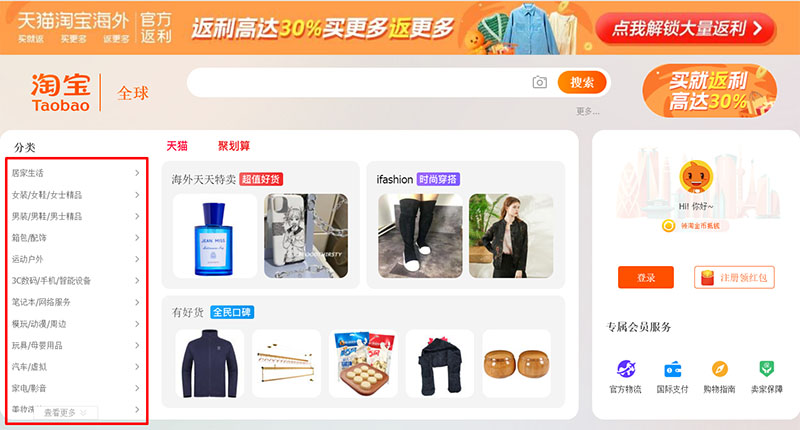 天猫淘宝海外
买就返 买更多 返更多
官方
返利
返利高达30%买更多返更多
点我解锁大量返利
淘宝
Taobao
全球
搜索
更多...
买就返利
高达30%
分类
居家生活
女装/女鞋/女士精品
男装/男鞋/男士精品
箱包/配饰
运动户外
3C数码/手机/智能设备
笔记本/网络服务
模玩/动漫/周边
玩具/母婴用品
汽车/虚拟
家电/影音
查看更多
天猫
聚划算
海外天天特卖 超值好货
JEAN MISS
ifashion 时尚穿搭
有好货 全民口碑
Hi! 你好~
领淘金币抵钱
登录
注册领红包
专属会员服务
官方物流
国际支付
购物指南
卖家保障